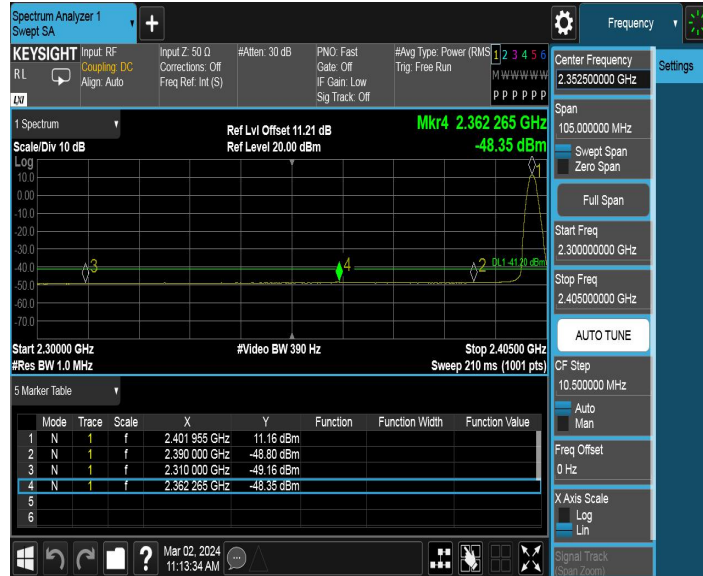 Spectrum Analyzer 1
Swept SA
+
Frequency
KEYSIGHT
RL
LXI
Input: RF
Coupling: DC
Align: Auto
Input Z: 50 Ω
Corrections: Off
Freq Ref: Int (S)
#Atten: 30 dB
PNO: Fast
Gate: Off
IF Gain: Low
Sig Track: Off
#Avg Type: Power (RMS
Trig: Free Run
1 2 3 4 5 6
M W W W W W
P P P P P P
Settings
Center Frequency
2.352500000 GHz
Span
105.000000 MHz
Swept Span
Zero Span
Full Span
Start Freq
2.300000000 GHz
Stop Freq
2.405000000 GHz
AUTO TUNE
CF Step
10.500000 MHz
Auto
Man
Freq Offset
0 Hz
X Axis Scale
Log
Lin
Signal Track
(Span Zoom)
1 Spectrum
Scale/Div 10 dB
Ref Lvl Offset 11.21 dB
Ref Level 20.00 dBm
Mkr4 2.362 265 GHz
-48.35 dBm
Log
10.0
0.00
-10.0
-20.0
-30.0
-40.0
-50.0
-60.0
-70.0
1
3
4
2
DL1 -41.20 dBm
Start 2.30000 GHz
#Res BW 1.0 MHz
#Video BW 390 Hz
Stop 2.40500 GHz
Sweep 210 ms (1001 pts)
5 Marker Table
Mode Trace Scale X Y Function Function Width Function Value
1 N 1 f 2.401 955 GHz 11.16 dBm
2 N 1 f 2.390 000 GHz -48.80 dBm
3 N 1 f 2.310 000 GHz -49.16 dBm
4 N 1 f 2.362 265 GHz -48.35 dBm
5
6
?
Mar 02, 2024
11:13:34 AM